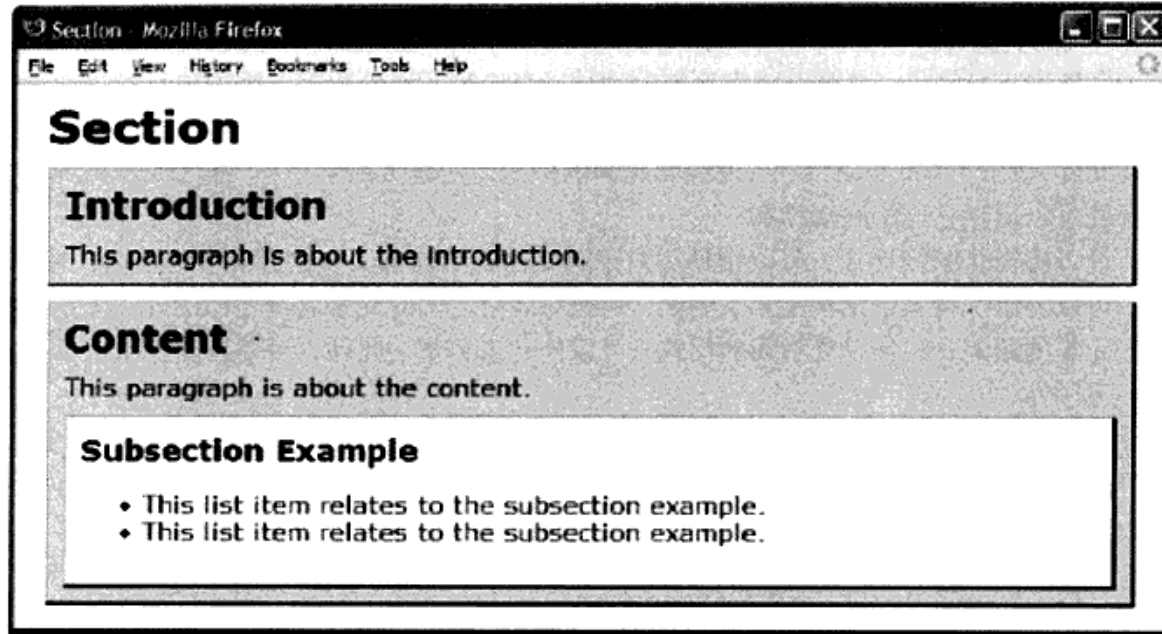 Section - Mozilla Firefox
File Edit View History Bookmarks Tools Help
Section
Introduction
This paragraph is about the introduction.
Content
This paragraph is about the content.
Subsection Example
• This list item relates to the subsection example.
• This list item relates to the subsection example.